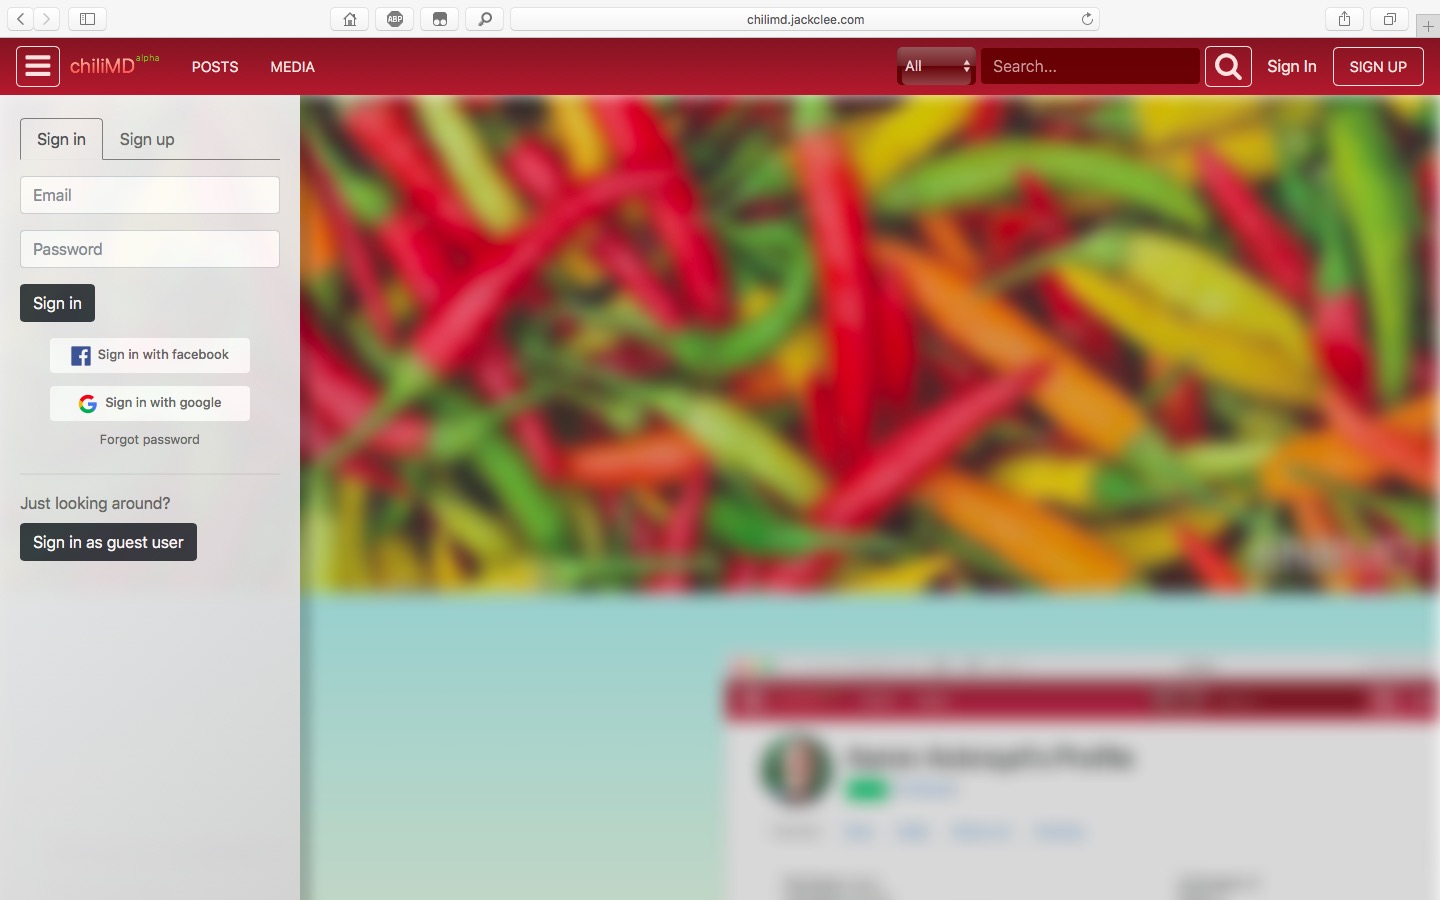 chilimd.jackclee.com
ABP
chiliMD alpha
POSTS
MEDIA
All
Search...
Sign In
SIGN UP
Sign in
Sign up
Email
Password
Sign in
Sign in with facebook
Sign in with google
Forgot password
Just looking around?
Sign in as guest user